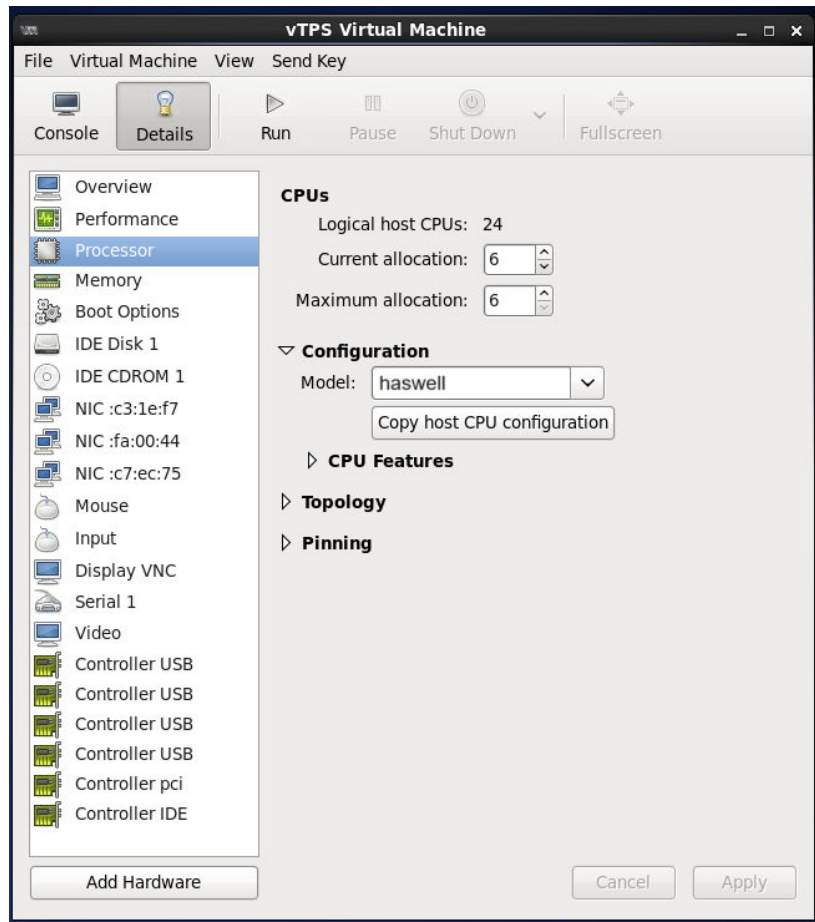 vTPS Virtual Machine
File Virtual Machine View Send Key
Console Details Run Pause Shut Down Fullscreen
Overview
Performance
Processor
Memory
Boot Options
IDE Disk 1
IDE CDROM 1
NIC :c3:1e:f7
NIC :fa:00:44
NIC :c7:ec:75
Mouse
Input
Display VNC
Serial 1
Video
Controller USB
Controller USB
Controller USB
Controller USB
Controller pci
Controller IDE
Add Hardware
CPUs
Logical host CPUs: 24
Current allocation: 6
Maximum allocation: 6
Configuration
Model: haswell
Copy host CPU configuration
CPU Features
Topology
Pinning
Cancel Apply